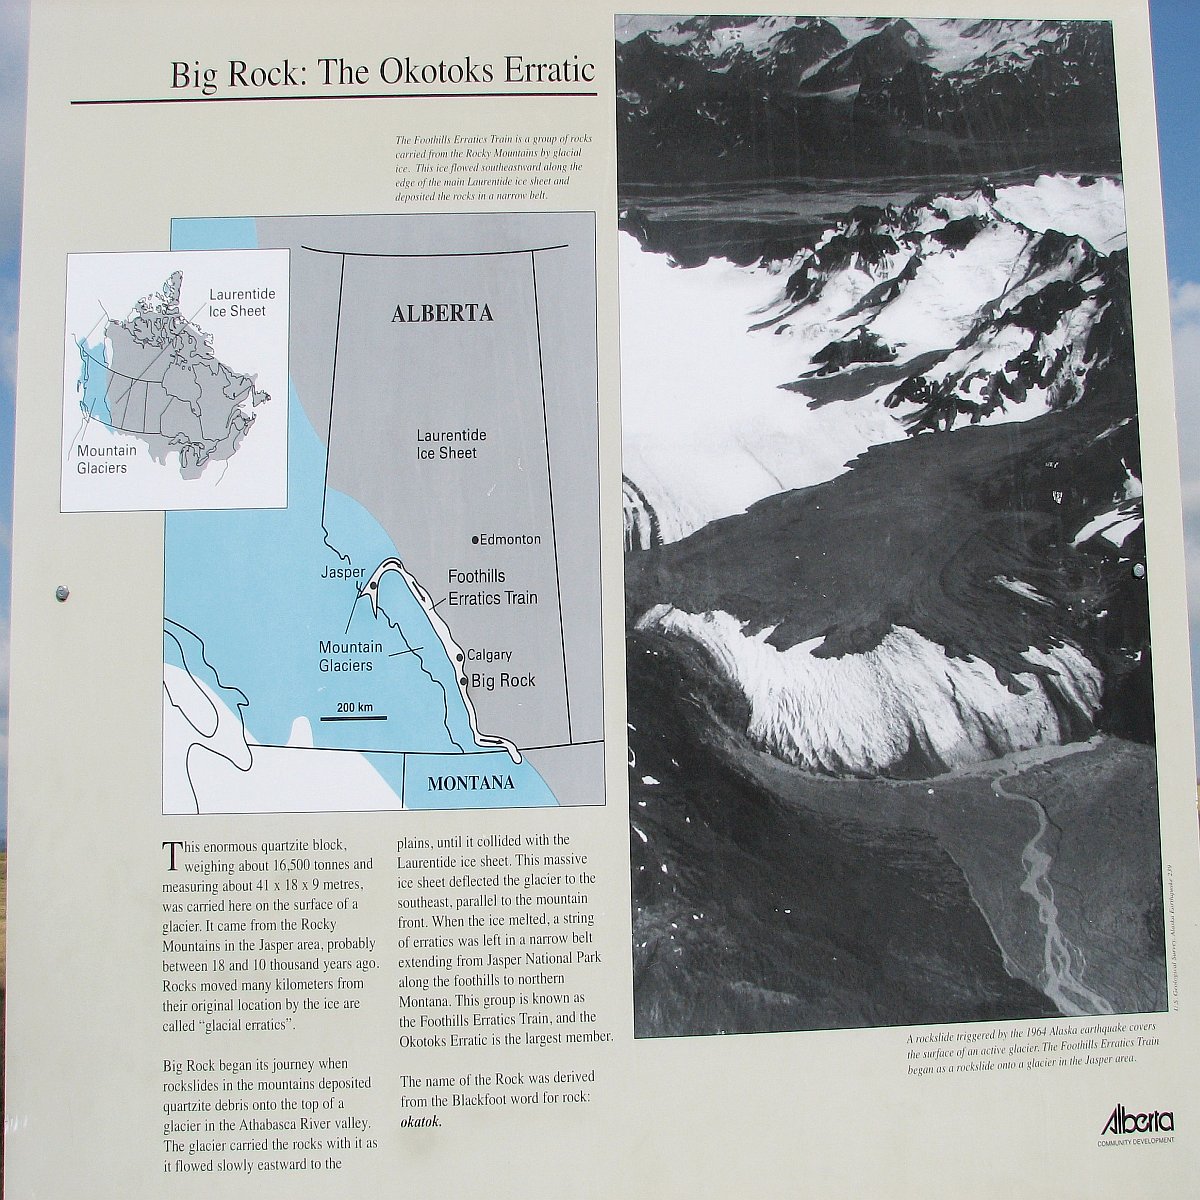 Big Rock: The Okotoks Erratic
The Foothills Erratics Train is a group of rocks
carried from the Rocky Mountains by glacial
ice. This ice flowed southeastward along the
edge of the main Laurentide ice sheet and
deposited the rocks in a narrow belt.
Laurentide
Ice Sheet
Mountain
Glaciers
ALBERTA
Laurentide
Ice Sheet
Edmonton
Jasper
Foothills
Erratics Train
Mountain
Glaciers
Calgary
Big Rock
200 km
MONTANA
This enormous quartzite block,
weighing about 16,500 tonnes and
measuring about 41 x 18 x 9 metres,
was carried here on the surface of a
glacier. It came from the Rocky
Mountains in the Jasper area, probably
between 18 and 10 thousand years ago.
Rocks moved many kilometers from
their original location by the ice are
called “glacial erratics”.
Big Rock began its journey when
rockslides in the mountains deposited
quartzite debris onto the top of a
glacier in the Athabasca River valley.
The glacier carried the rocks with it as
it flowed slowly eastward to the
plains, until it collided with the
Laurentide ice sheet. This massive
ice sheet deflected the glacier to the
southeast, parallel to the mountain
front. When the ice melted, a string
of erratics was left in a narrow belt
extending from Jasper National Park
along the foothills to northern
Montana. This group is known as
the Foothills Erratics Train, and the
Okotoks Erratic is the largest member.
The name of the Rock was derived
from the Blackfoot word for rock:
okatok.
U.S. Geological Survey Alaska Earthquake 239
A rockslide triggered by the 1964 Alaska earthquake covers
the surface of an active glacier. The Foothills Erratics Train
began as a rockslide onto a glacier in the Jasper area.
Alberta
COMMUNITY DEVELOPMENT